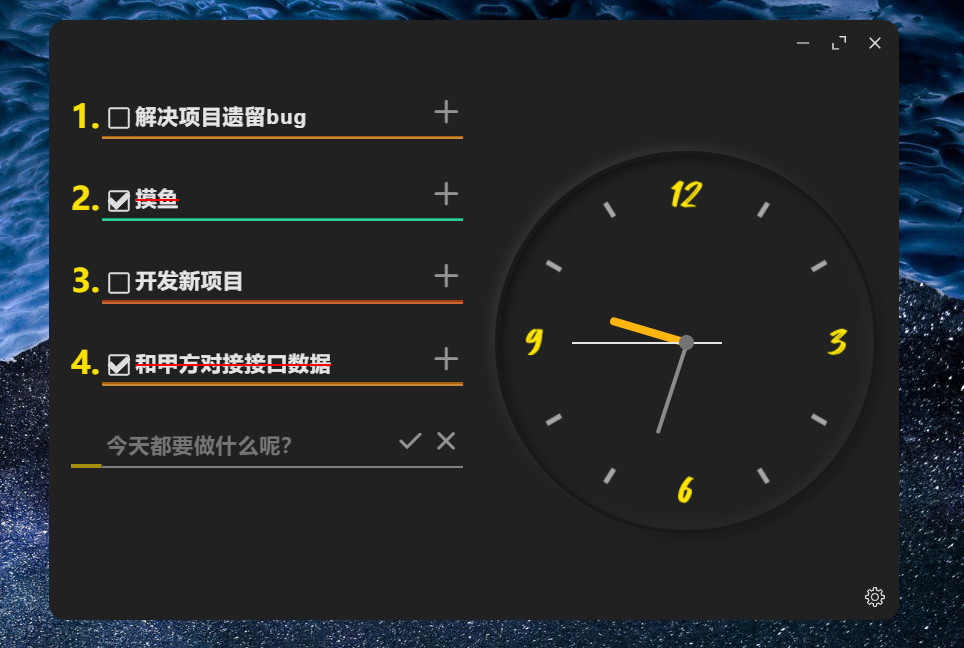 1. 解决项目遗留bug
2. 摸鱼
3. 开发新项目
4. 和甲方对接接口数据
今天都要做什么呢?
12
9
3
6